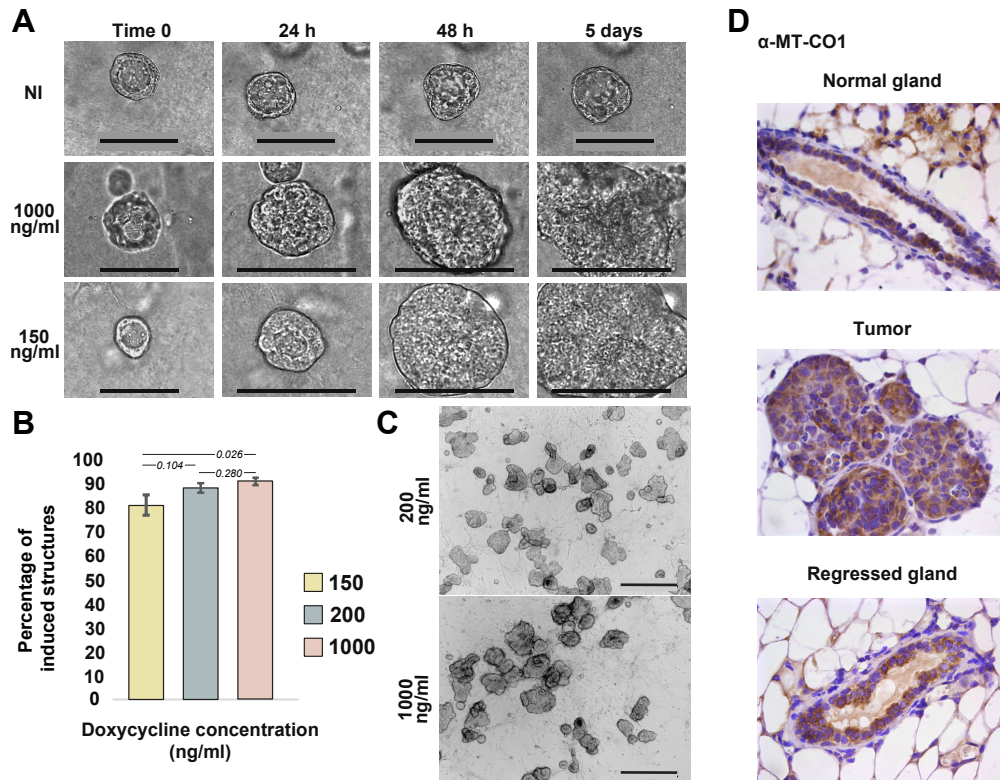 A
Time 0
24 h
48 h
5 days
NI
1000
ng/ml
150
ng/ml
B
100
90
80
70
60
50
40
30
20
10
0
Percentage of
induced structures
0.026
0.104
0.280
150
200
1000
Doxycycline concentration
(ng/ml)
C
200
ng/ml
1000
ng/ml
D
α-MT-CO1
Normal gland
Tumor
Regressed gland